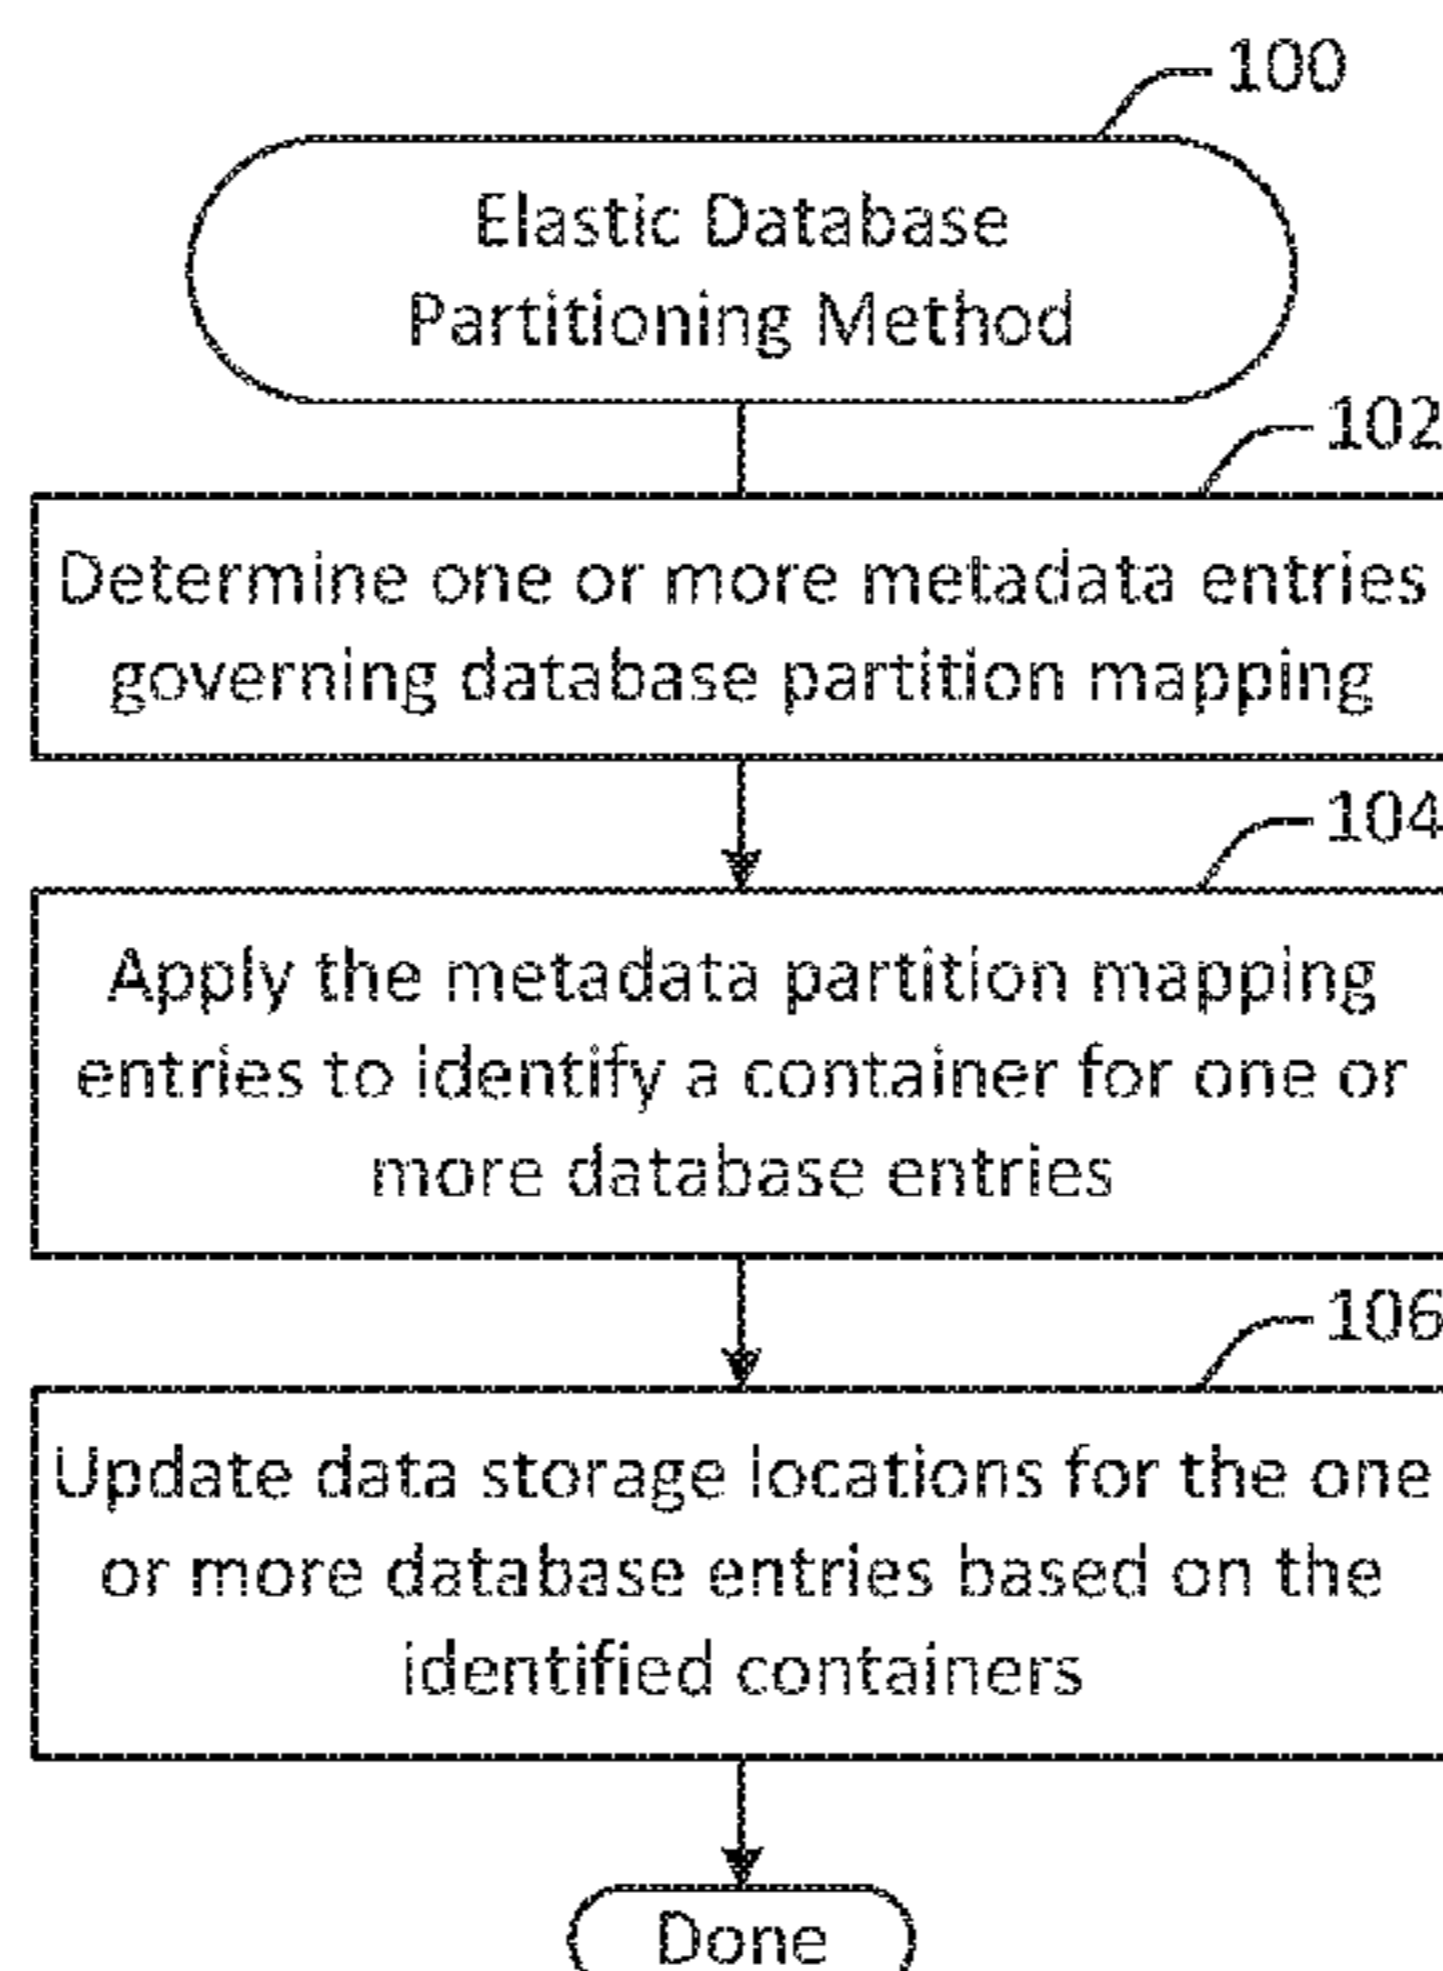 100
Elastic Database
Partitioning Method
102
Determine one or more metadata entries
governing database partition mapping
104
Apply the metadata partition mapping
entries to identify a container for one or
more database entries
106
Update data storage locations for the one
or more database entries based on the
identified containers
Done